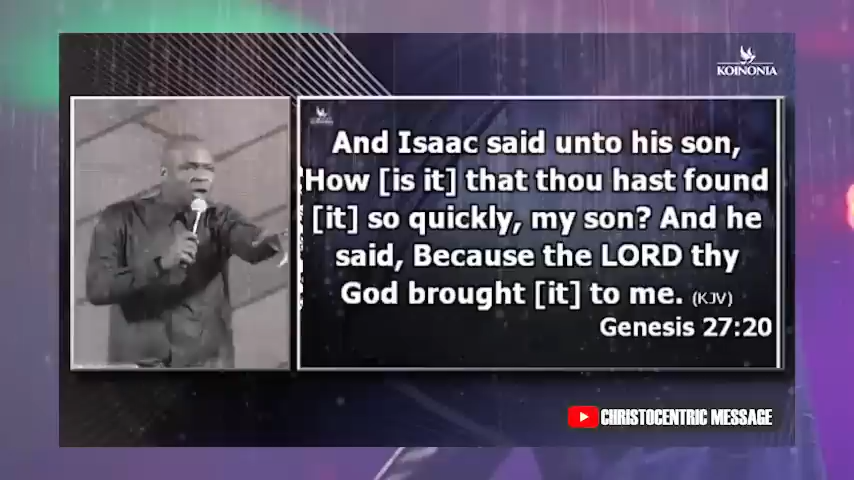 KOINONIA
And Isaac said unto his son,
How [is it] that thou hast found
[it] so quickly, my son? And he
said, Because the LORD thy
God brought [it] to me. (KJV)
Genesis 27:20
CHRISTOCENTRIC MESSAGE